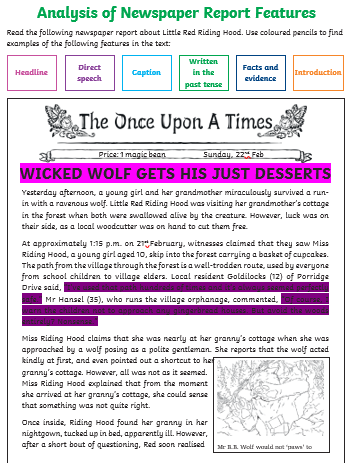 Analysis of Newspaper Report Features
Read the following newspaper report about Little Red Riding Hood. Use coloured pencils to find
examples of the following features in the text:
Headline
Direct
speech
Caption
Written
in the
past tense
Facts and
evidence
Introduction
The Once Upon A Times
Price: 1 magic bean
Sunday, 22nd Feb
WICKED WOLF GETS HIS JUST DESSERTS
Yesterday afternoon, a young girl and her grandmother miraculously survived a run-
in with a ravenous wolf. Little Red Riding Hood was visiting her grandmother's cottage
in the forest when both were swallowed alive by the creature. However, luck was on
their side, as a local woodcutter was on hand to cut them free.
At approximately 1:15 p.m. on 21st February, witnesses claimed that they saw Miss
Riding Hood, a young girl aged 10, skip into the forest carrying a basket of cupcakes.
The path from the village through the forest is a well-trodden route, used by everyone
from school children to village elders. Local resident Goldilocks (12) of Porridge
Drive said,
Mr Hansel (35), who runs the village orphanage, commented,
Miss Riding Hood claims that she was nearly at her granny's cottage when she was
approached by a wolf posing as a polite gentleman. She reports that the wolf acted
kindly at first, and even pointed out a shortcut to her
granny's cottage. However, all was not as it seemed.
Miss Riding Hood explained that from the moment
she arrived at her granny's cottage, she could sense
that something was not quite right.
Once inside, Riding Hood found her granny in her
nightgown, tucked up in bed, apparently ill. However,
after a short bout of questioning, Red soon realised
Mr B.B. Wolf would not 'paws' to